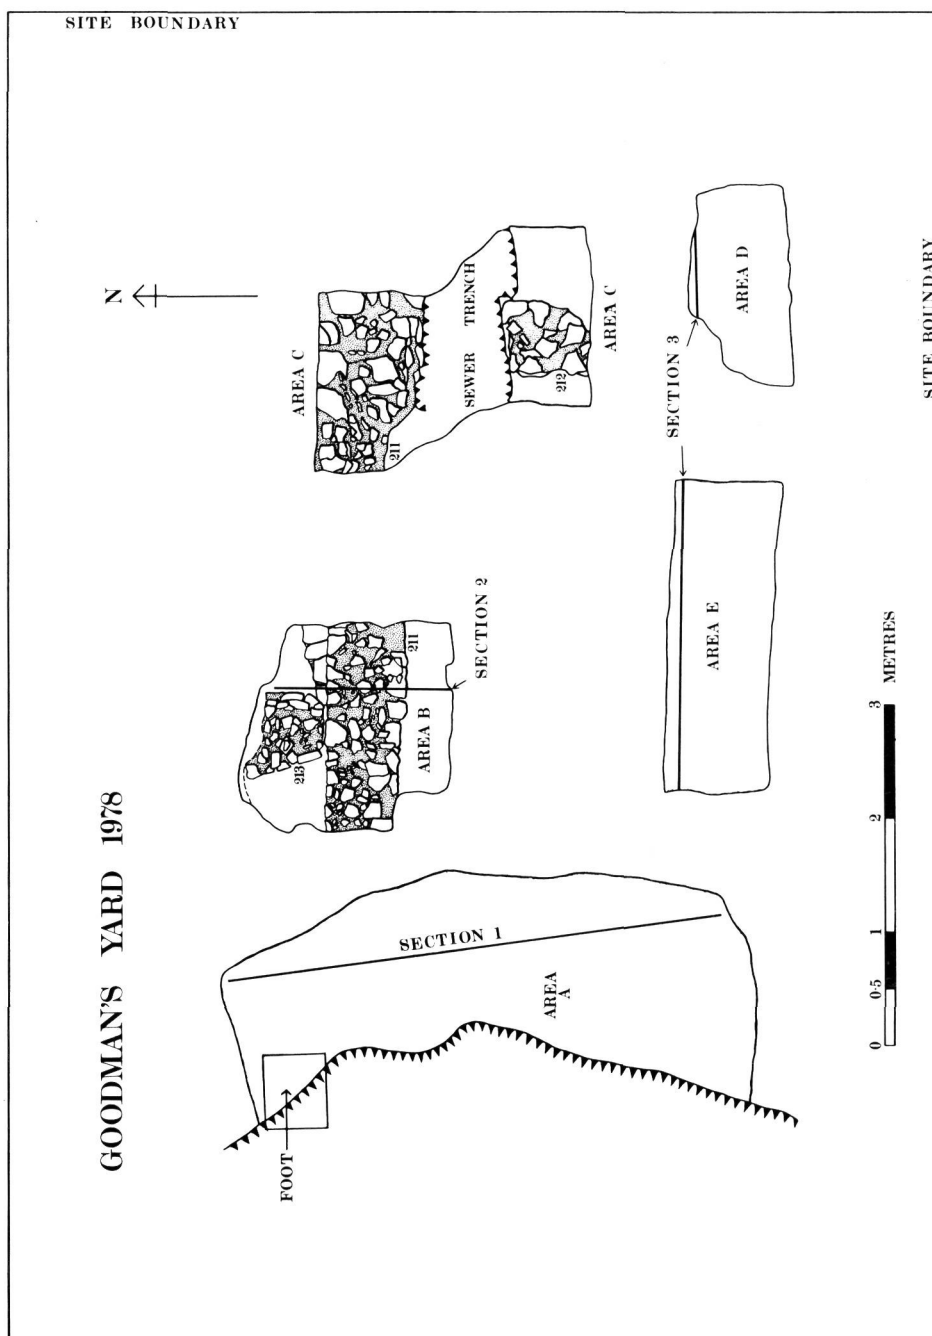 SITE BOUNDARY
GOODMAN'S YARD 1978
N
AREA C
211
SEWER TRENCH
212
AREA C
SECTION 3
AREA D
SITE BOUNDARY
213
211
AREA B
SECTION 2
AREA E
SECTION 1
AREA
A
FOOT
0 0·5 1 2 3 METRES